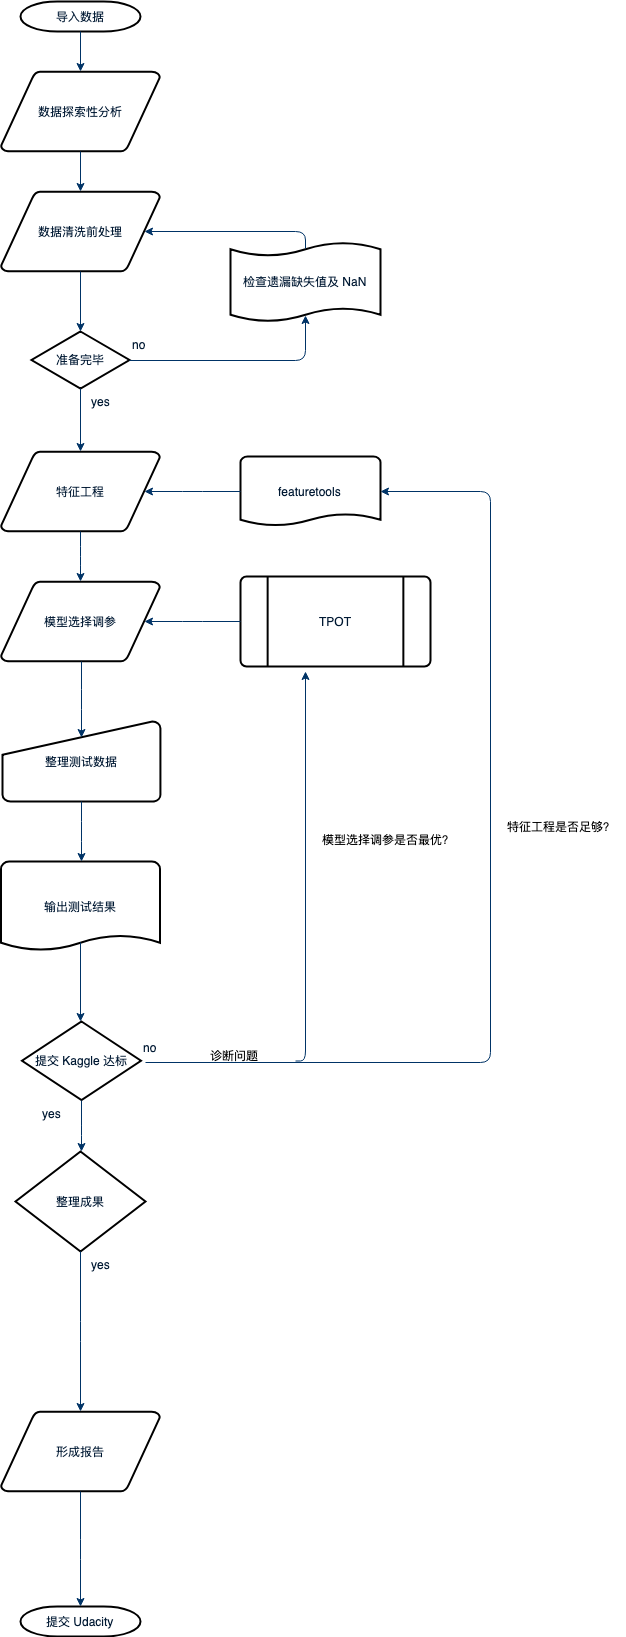 导入数据
数据探索性分析
数据清洗前处理
检查遗漏缺失值及 NaN
no
准备完毕
yes
特征工程
featuretools
模型选择调参
TPOT
整理测试数据
特征工程是否足够?
模型选择调参是否最优?
输出测试结果
no
诊断问题
提交 Kaggle 达标
yes
整理成果
yes
形成报告
提交 Udacity